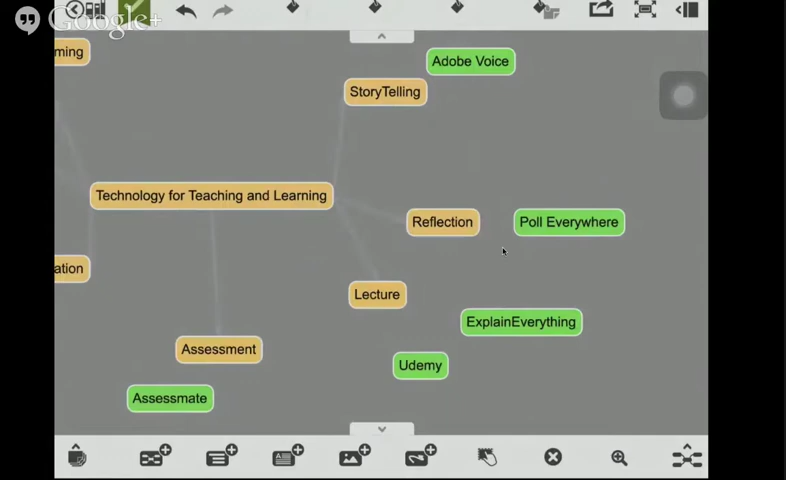 Google+
ming
Adobe Voice
StoryTelling
Technology for Teaching and Learning
Reflection
Poll Everywhere
ation
Lecture
ExplainEverything
Assessment
Udemy
Assessmate